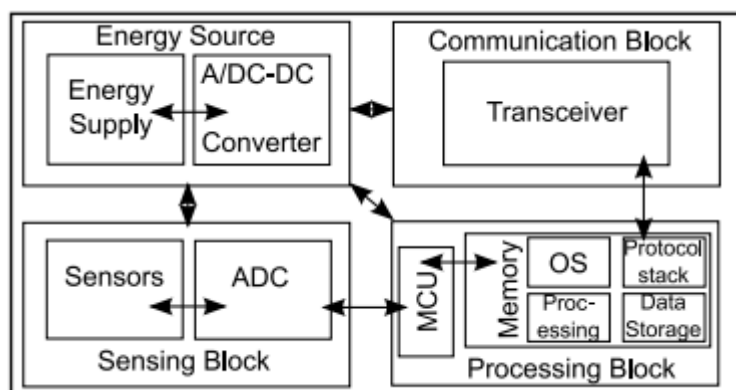 Energy Source
Energy
Supply
A/DC-DC
Converter
Communication Block
Transceiver
Sensors
ADC
Sensing Block
MCU
Memory
OS
Protocol
stack
Proc-
essing
Data
Storage
Processing Block